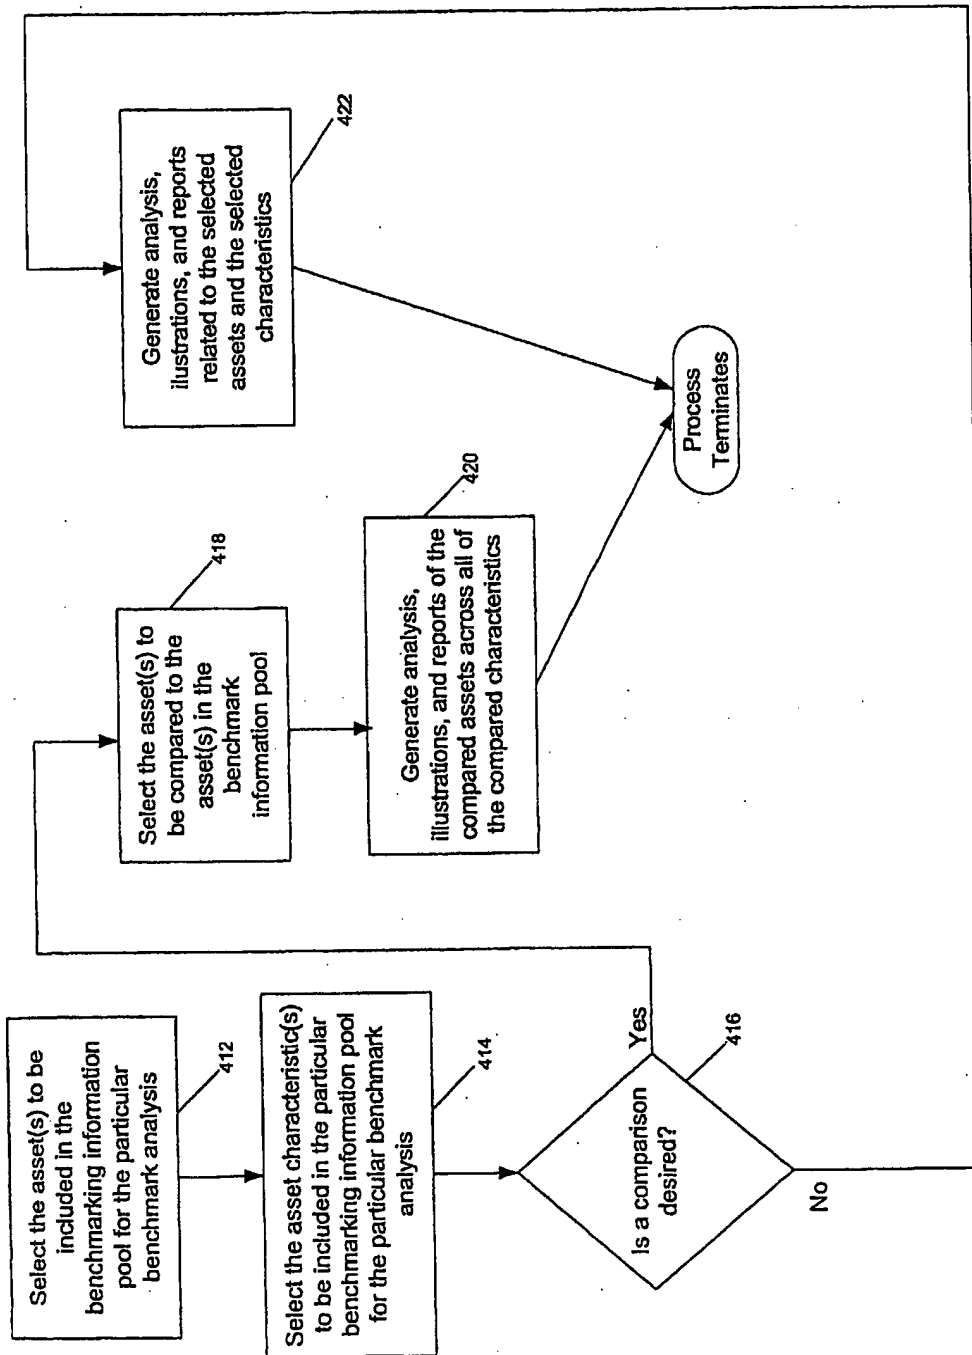 Select the asset(s) to be
included in the
benchmarking information
pool for the particular
benchmark analysis
412
Select the asset characteristic(s)
to be included in the particular
benchmarking information pool
for the particular benchmark
analysis
414
Is a comparison
desired?
416
Yes
No
Select the asset(s) to
be compared to the
asset(s) in the
benchmark
information pool
418
Generate analysis,
illustrations, and reports of the
compared assets across all of
the compared characteristics
420
Generate analysis,
ilustrations, and reports
related to the selected
assets and the selected
characteristics
422
Process
Terminates